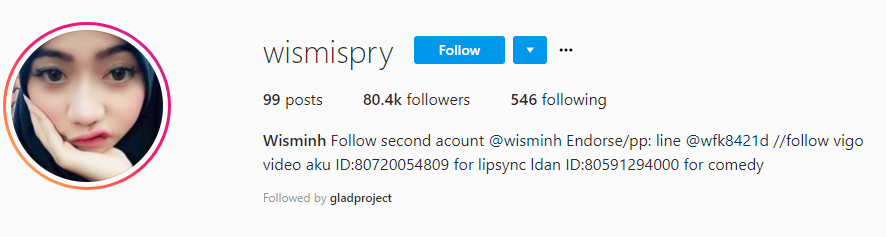 wismispry Follow
99 posts 80.4k followers 546 following
Wisminh Follow second acount @wisminh Endorse/pp: line @wfk8421d //follow vigo
video aku ID:80720054809 for lipsync ldan ID:80591294000 for comedy
Followed by gladproject